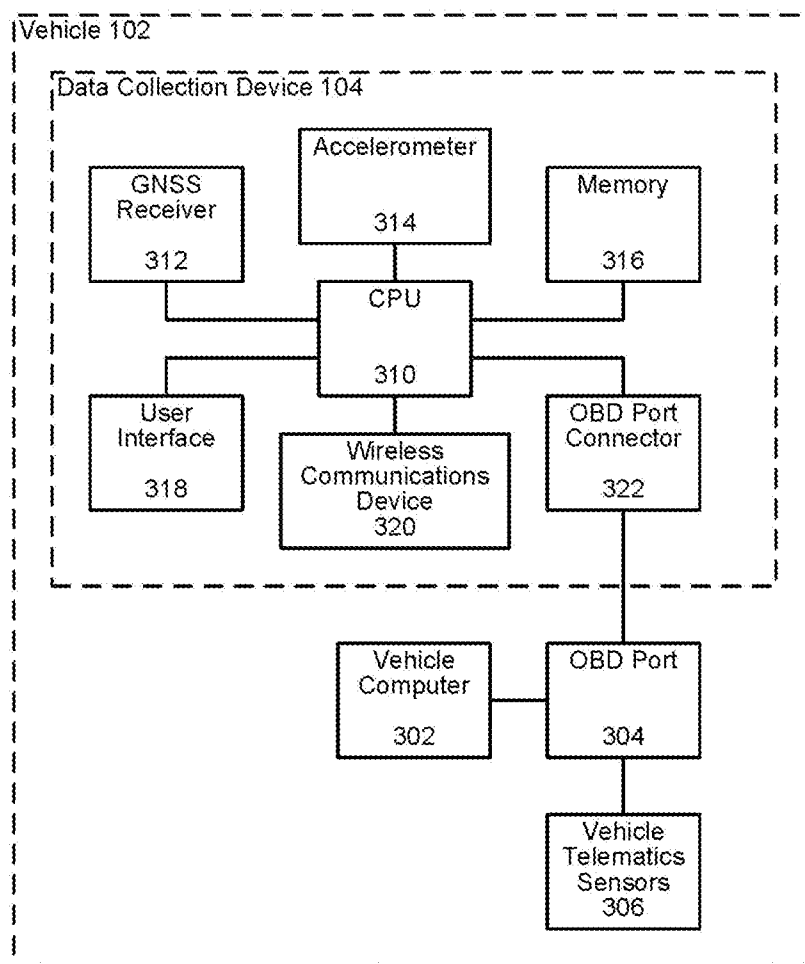 Vehicle 102
Data Collection Device 104
Accelerometer
314
GNSS
Receiver
312
Memory
316
CPU
310
User
Interface
318
Wireless
Communications
Device
320
OBD Port
Connector
322
Vehicle
Computer
302
OBD Port
304
Vehicle
Telematics
Sensors
306